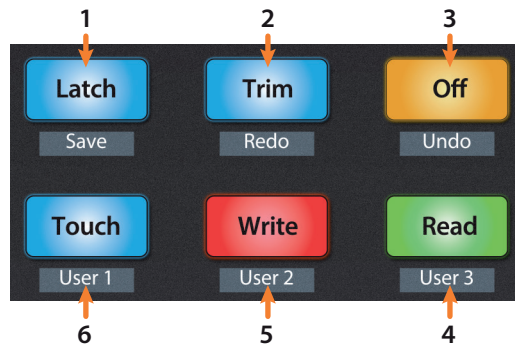 1 2 3
Latch Trim Off
Save Redo Undo
Touch Write Read
User 1 User 2 User 3
6 5 4